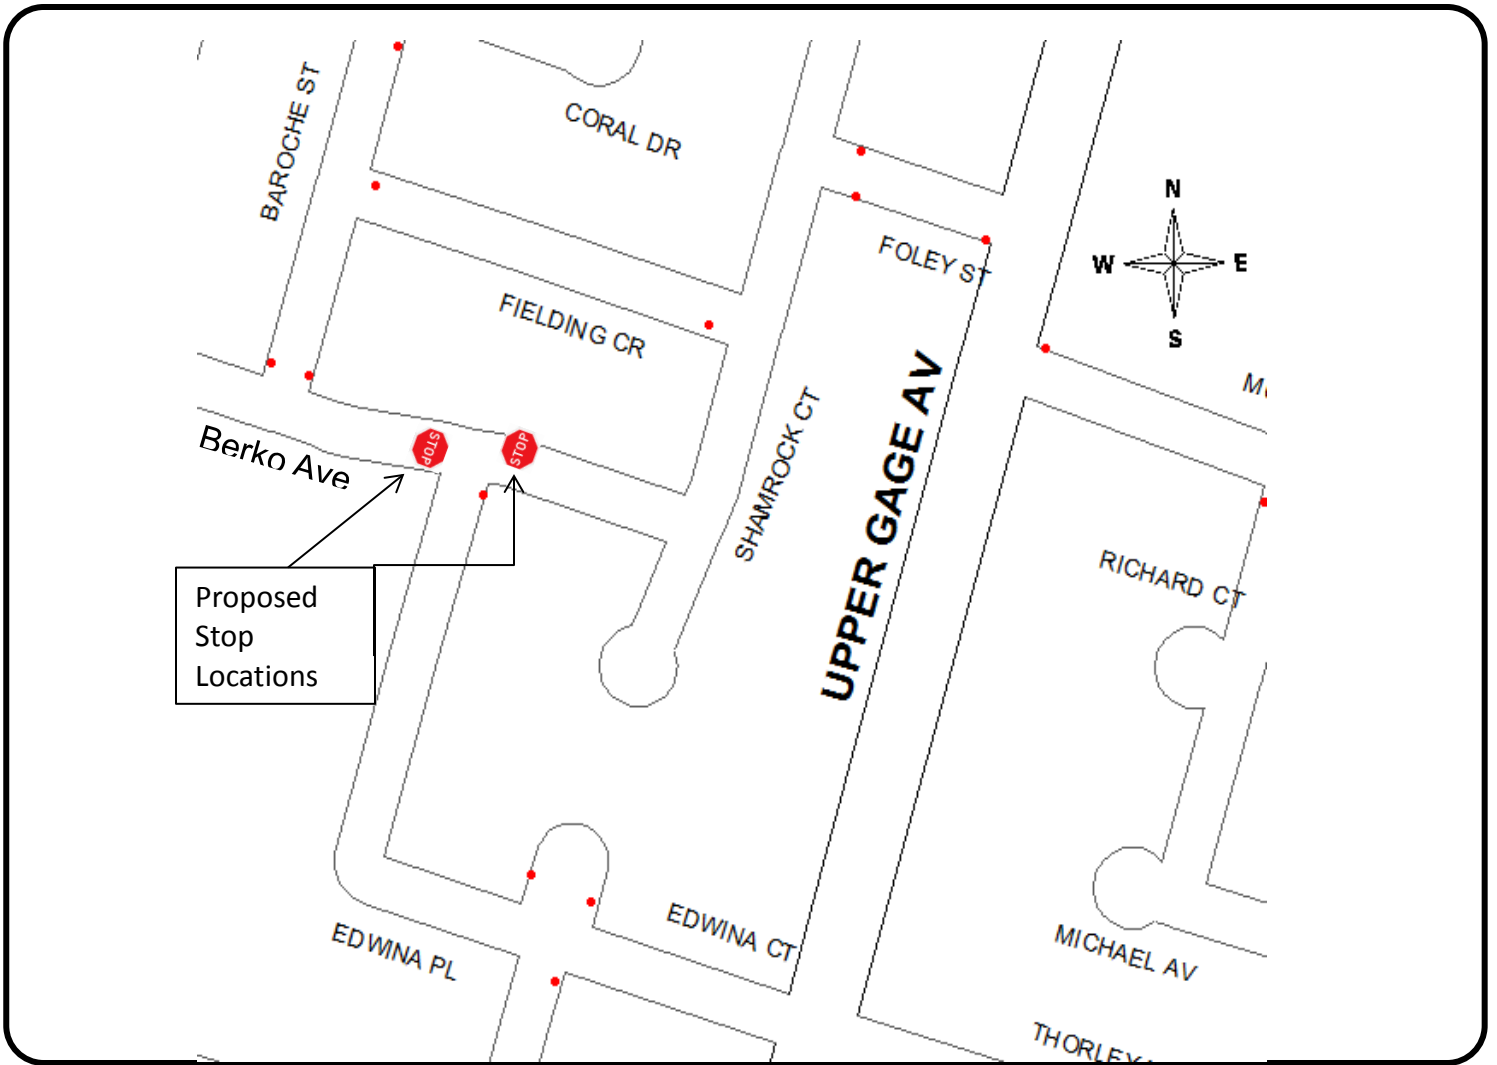 BAROCHE ST
CORAL DR
N
W
E
S
FOLEY ST
FIELDING CR
UPPER GAGE AV
SHAMROCK CT
Berko Ave
STOP
STOP
RICHARD CT
Proposed
Stop
Locations
EDWINA CT
EDWINA PL
MICHAEL AV
THORLEY